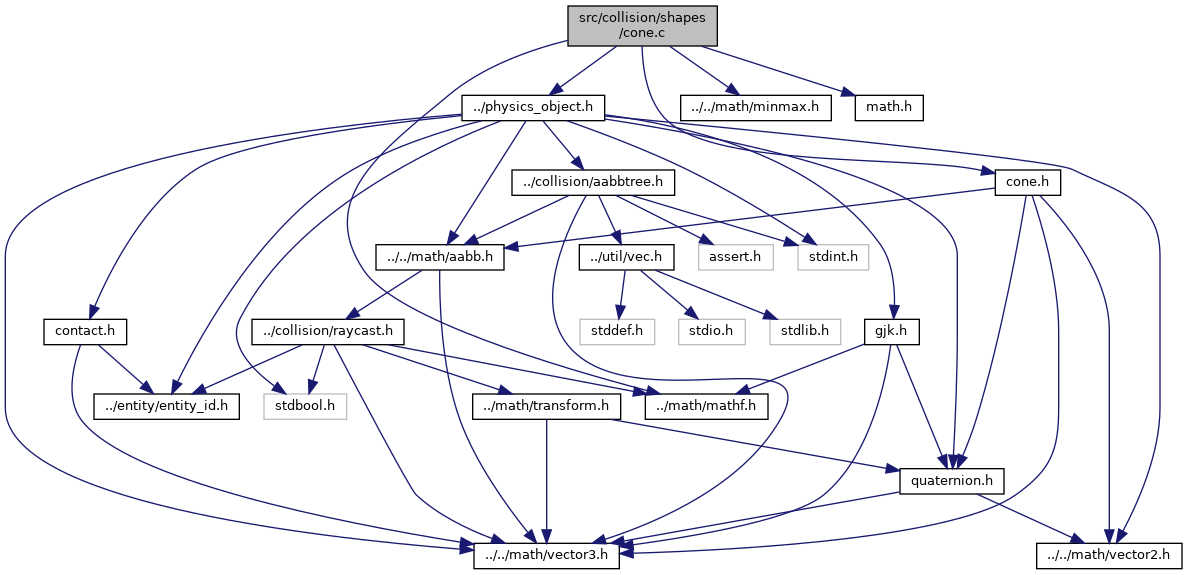 src/collision/shapes
/cone.c
../physics_object.h
../../math/minmax.h
math.h
../collision/aabbtree.h
cone.h
../../math/aabb.h
../util/vec.h
assert.h
stdint.h
contact.h
../collision/raycast.h
stddef.h
stdio.h
stdlib.h
gjk.h
../entity/entity_id.h
stdbool.h
../math/transform.h
../math/mathf.h
quaternion.h
../../math/vector3.h
../../math/vector2.h